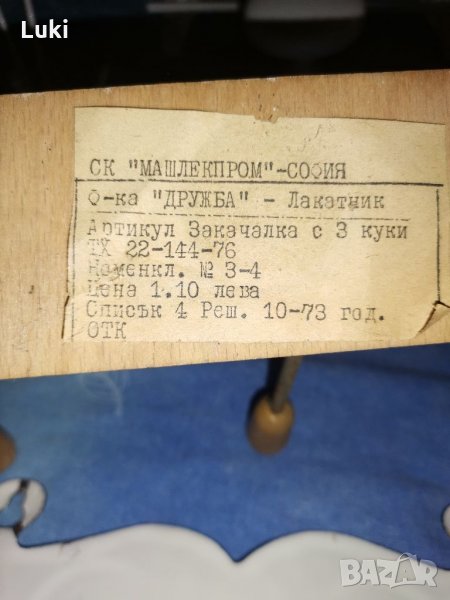 Luki
СК "МАШЛЕКПРОМ"-СОФИЯ
Ф-ка "ДРУЖБА" - Лакатник
Артикул Закачалка с 3 куки
ТХ 22-144-76
Номенкл. № 3-4
Цена 1.10 лева
Списък 4 Реш. 10-73 год.
ОТК
BAZAR